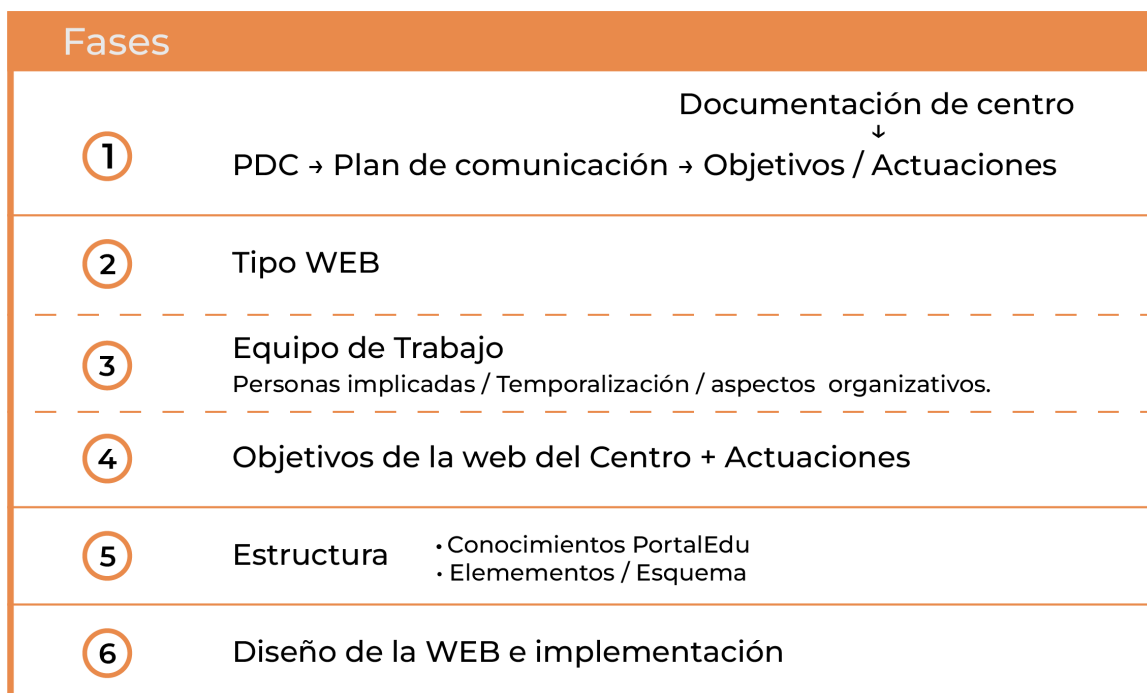 Fases
Documentación de centro
↓
1
PDC → Plan de comunicación → Objetivos / Actuaciones
2
Tipo WEB
3
Equipo de Trabajo
Personas implicadas / Temporalización / aspectos organizativos.
4
Objetivos de la web del Centro + Actuaciones
5
Estructura
• Conocimientos PortalEdu
• Elemementos / Esquema
6
Diseño de la WEB e implementación